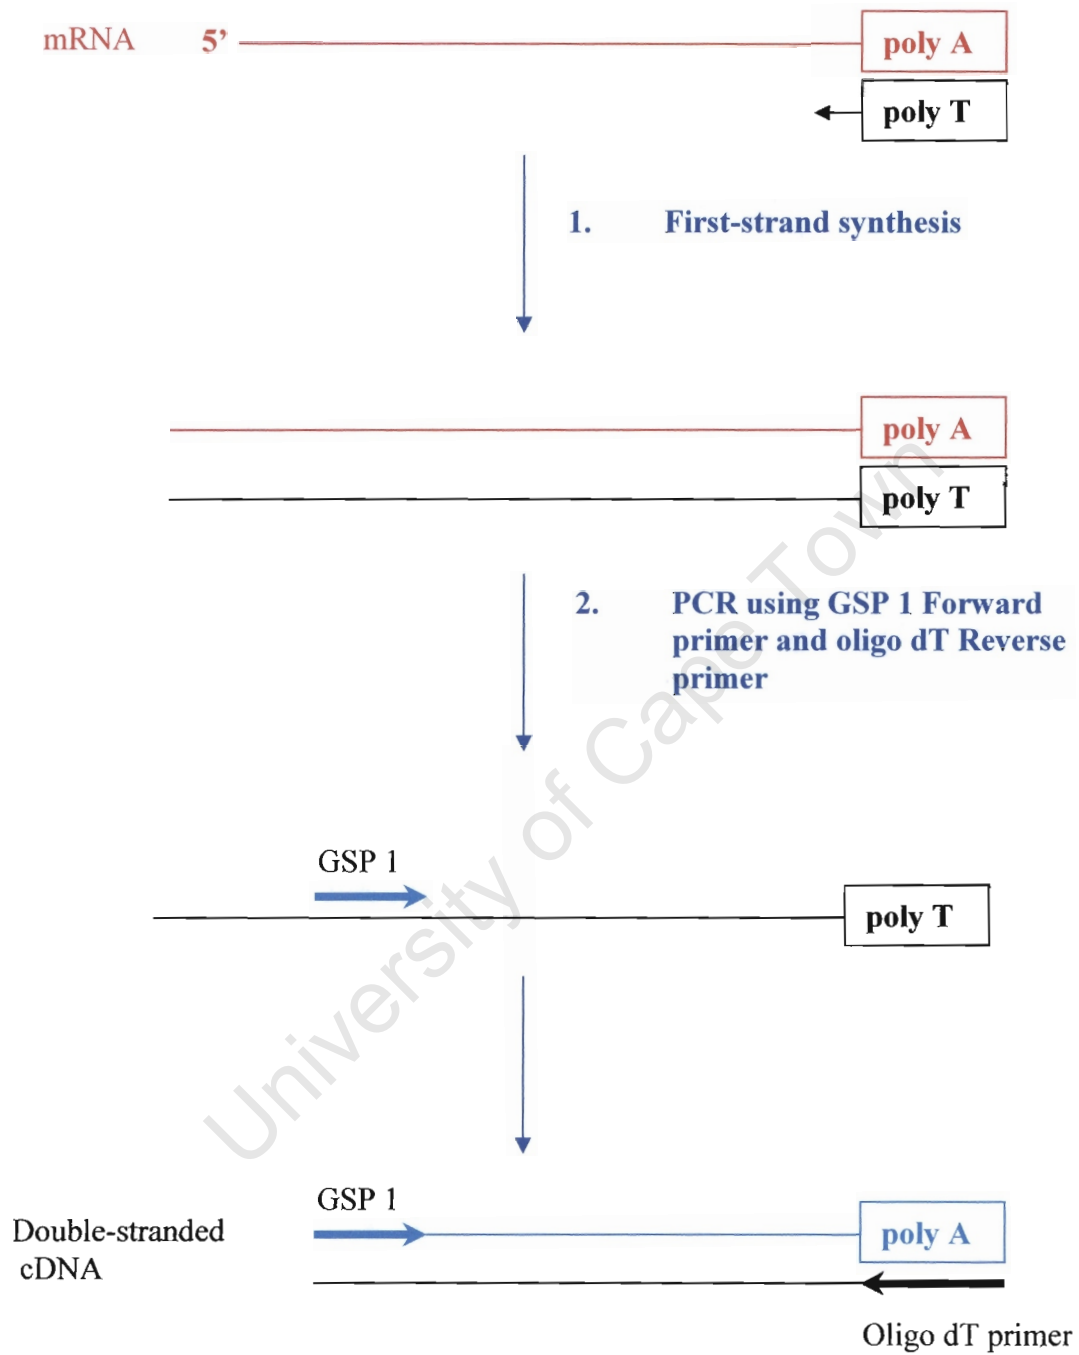 mRNA 5’
poly A
poly T
1. First-strand synthesis
poly A
poly T
2. PCR using GSP 1 Forward
primer and oligo dT Reverse
primer
GSP 1
poly T
GSP 1
Double-stranded
cDNA
poly A
Oligo dT primer
University of Cape Town